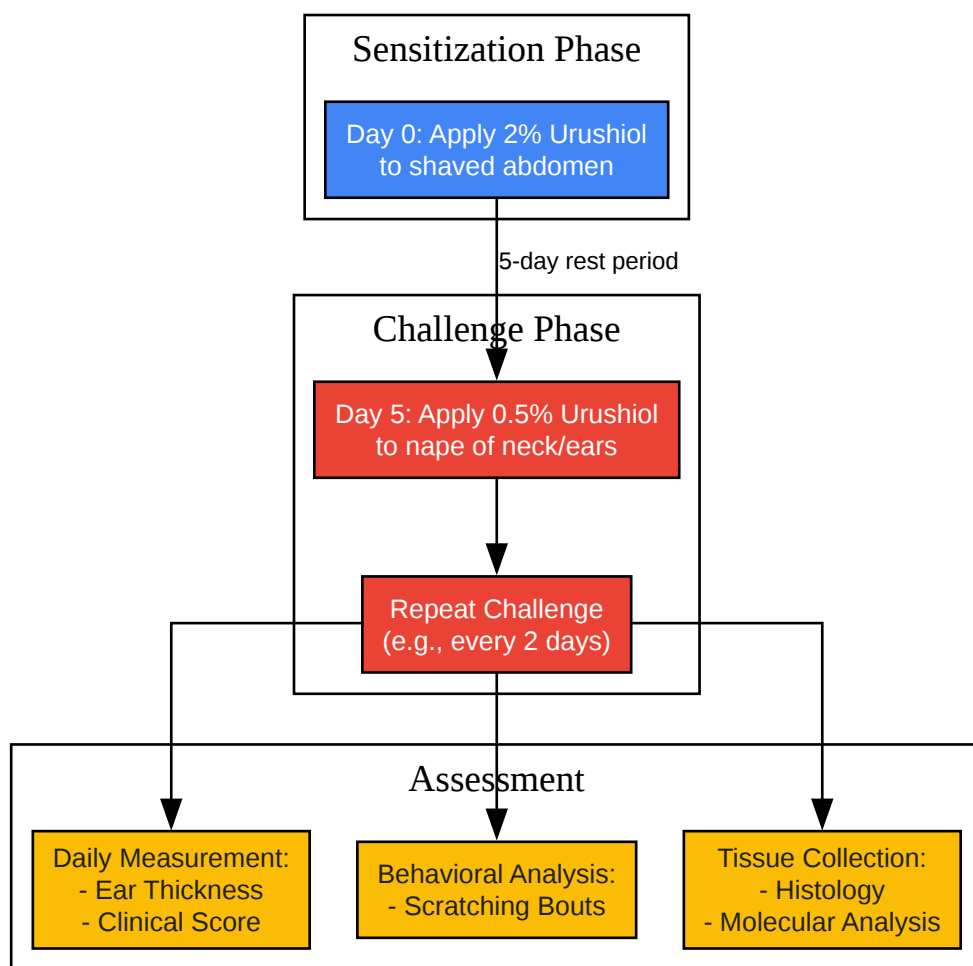 Sensitization Phase
Day 0: Apply 2% Urushiol
to shaved abdomen
5-day rest period
Challenge Phase
Day 5: Apply 0.5% Urushiol
to nape of neck/ears
Repeat Challenge
(e.g., every 2 days)
Assessment
Daily Measurement:
- Ear Thickness
- Clinical Score
Behavioral Analysis:
- Scratching Bouts
Tissue Collection:
- Histology
- Molecular Analysis